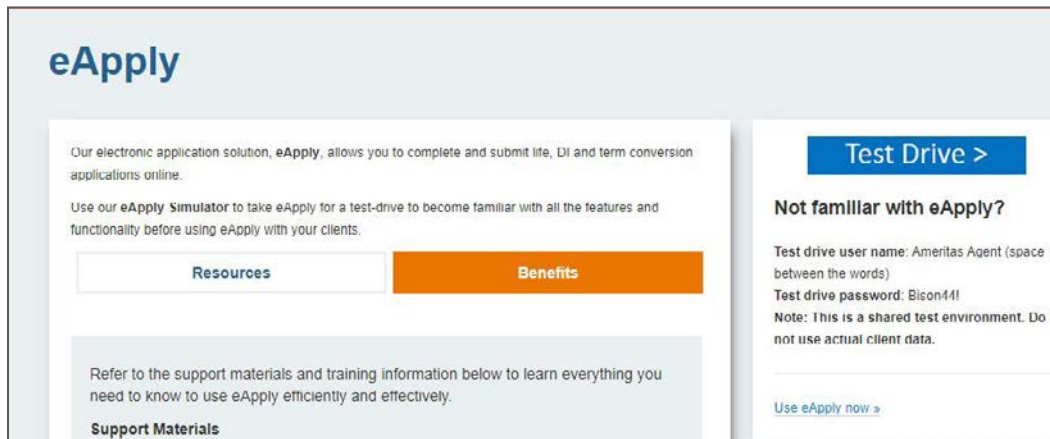 eApply
Our electronic application solution, eApply, allows you to complete and submit life, DI and term conversion
applications online.
Use our eApply Simulator to take eApply for a test-drive to become familiar with all the features and
functionality before using eApply with your clients.
Resources
Benefits
Refer to the support materials and training information below to learn everything you
need to know to use eApply efficiently and effectively.
Support Materials
Test Drive >
Not familiar with eApply?
Test drive user name: Ameritas Agent (space
between the words)
Test drive password: Bison44!
Note: This is a shared test environment. Do
not use actual client data.
Use eApply now »